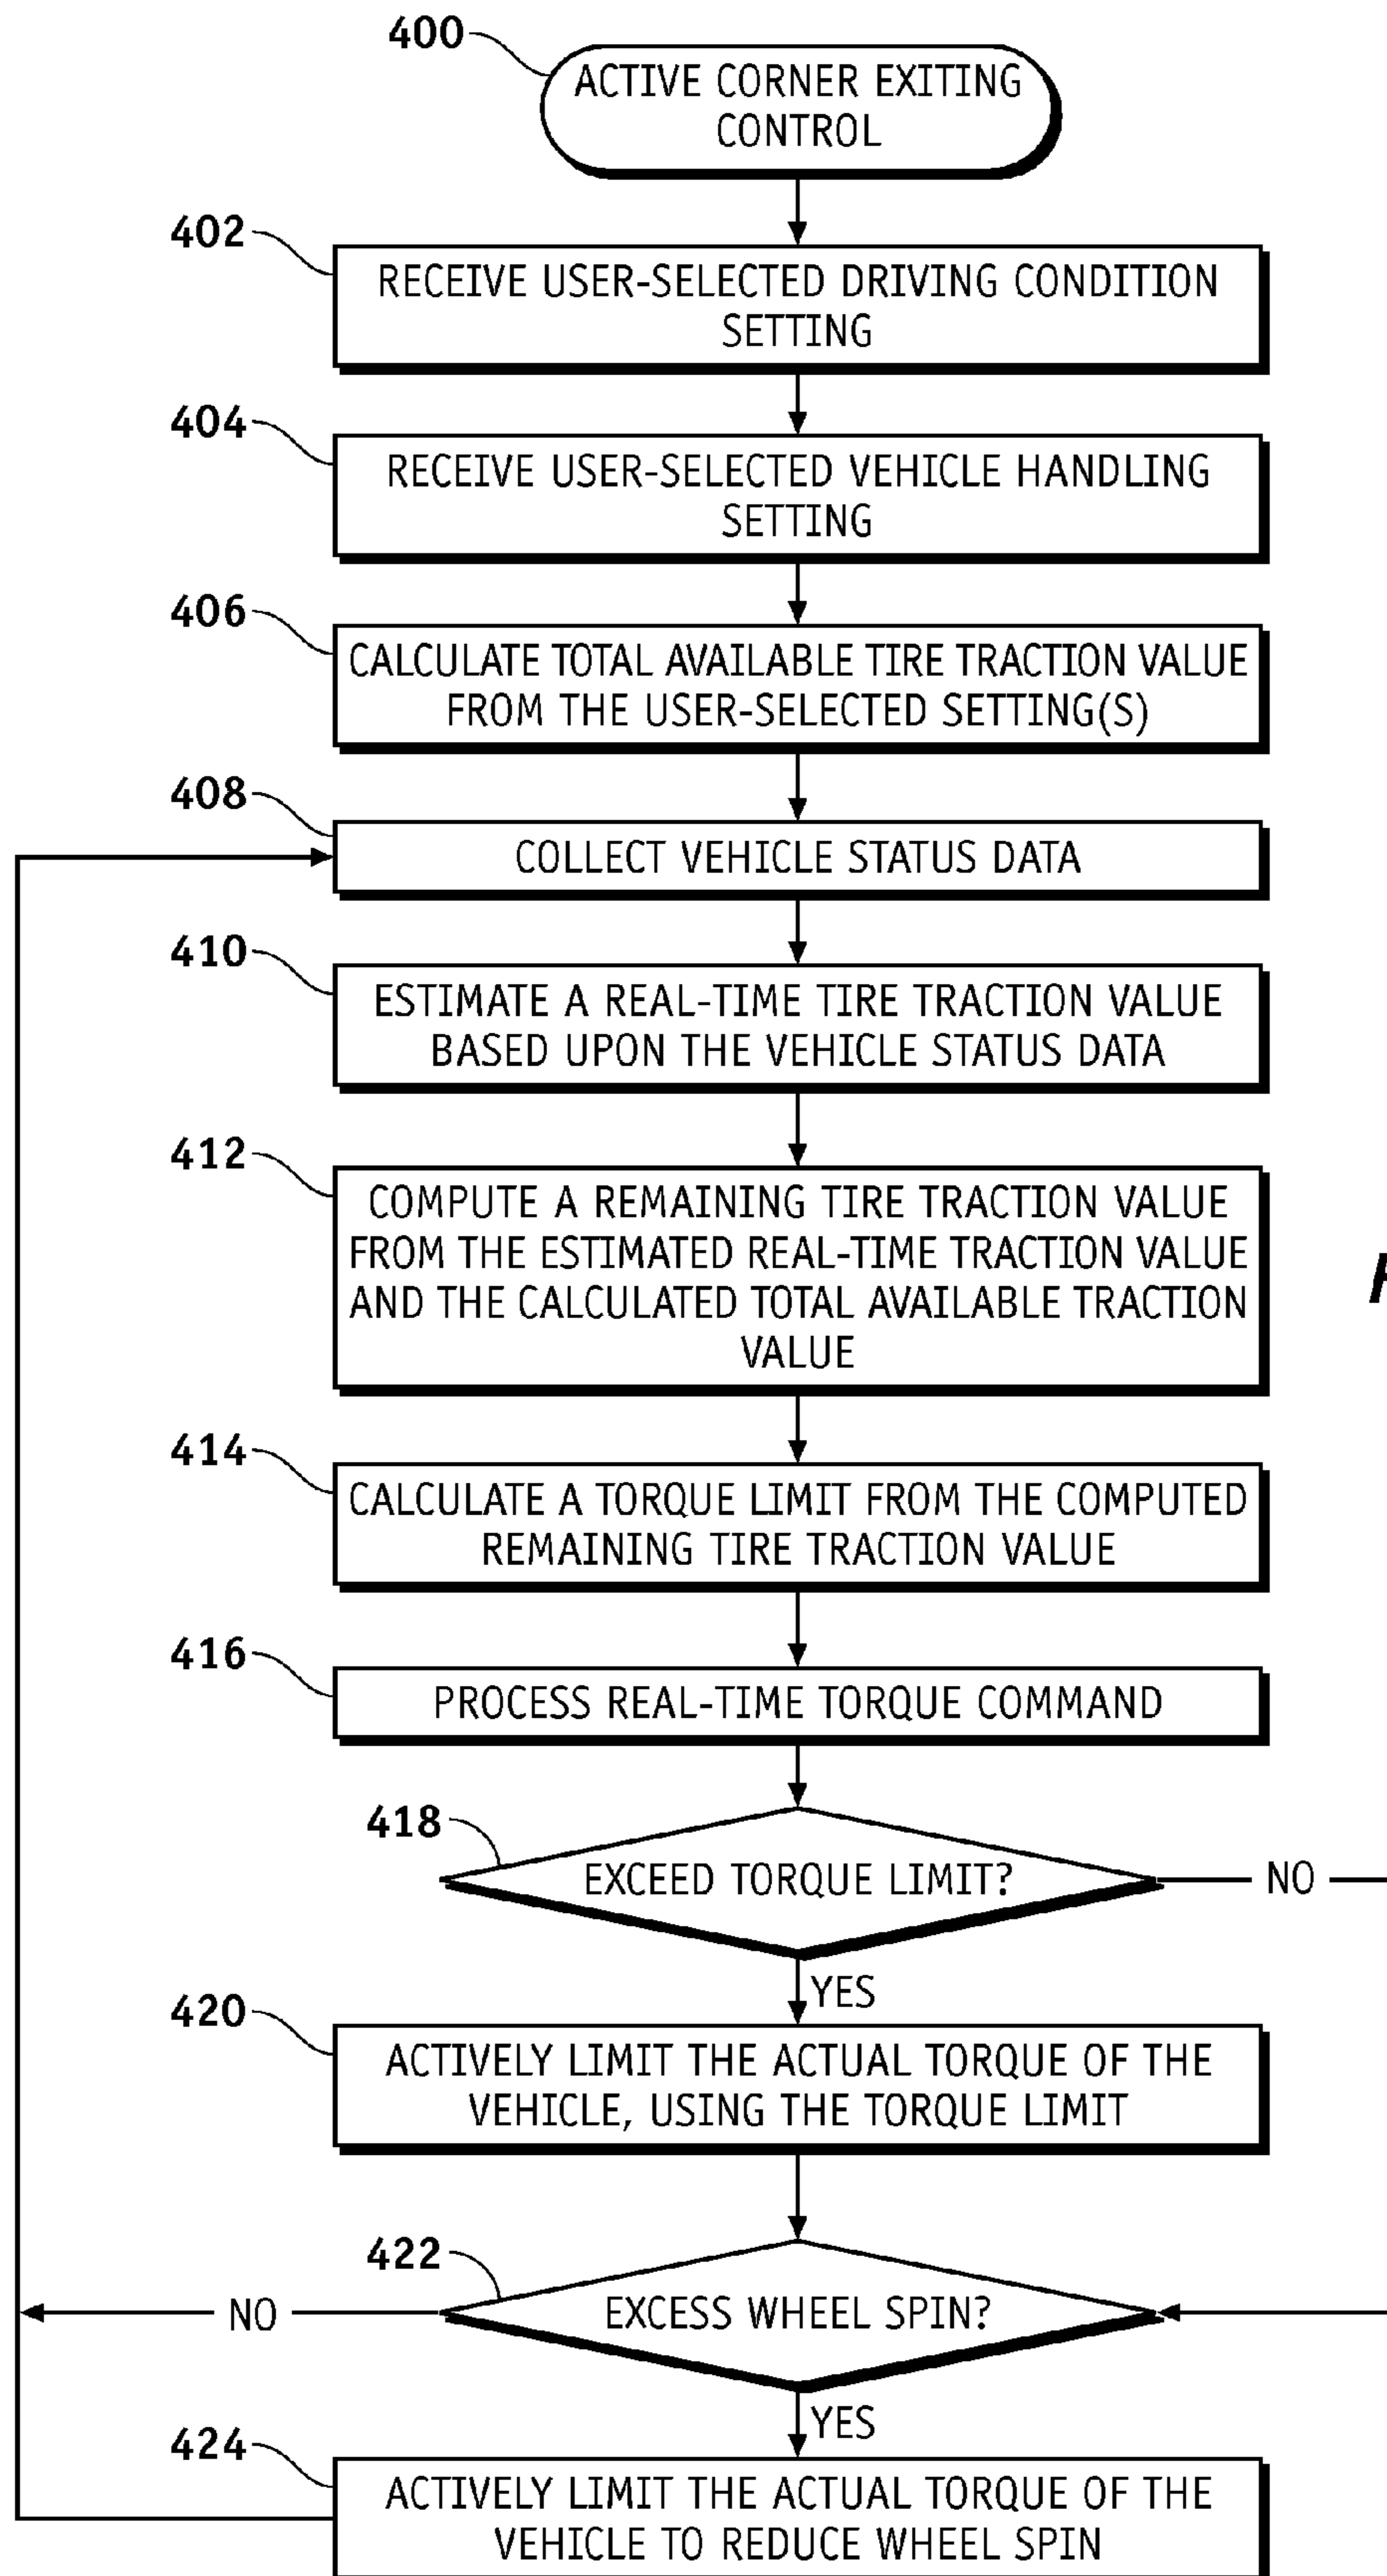 400
ACTIVE CORNER EXITING
CONTROL
402
RECEIVE USER-SELECTED DRIVING CONDITION
SETTING
404
RECEIVE USER-SELECTED VEHICLE HANDLING
SETTING
406
CALCULATE TOTAL AVAILABLE TIRE TRACTION VALUE
FROM THE USER-SELECTED SETTING(S)
408
COLLECT VEHICLE STATUS DATA
410
ESTIMATE A REAL-TIME TIRE TRACTION VALUE
BASED UPON THE VEHICLE STATUS DATA
412
COMPUTE A REMAINING TIRE TRACTION VALUE
FROM THE ESTIMATED REAL-TIME TRACTION VALUE
AND THE CALCULATED TOTAL AVAILABLE TRACTION
VALUE
414
CALCULATE A TORQUE LIMIT FROM THE COMPUTED
REMAINING TIRE TRACTION VALUE
416
PROCESS REAL-TIME TORQUE COMMAND
418
EXCEED TORQUE LIMIT?
NO
YES
420
ACTIVELY LIMIT THE ACTUAL TORQUE OF THE
VEHICLE, USING THE TORQUE LIMIT
422
EXCESS WHEEL SPIN?
NO
YES
424
ACTIVELY LIMIT THE ACTUAL TORQUE OF THE
VEHICLE TO REDUCE WHEEL SPIN